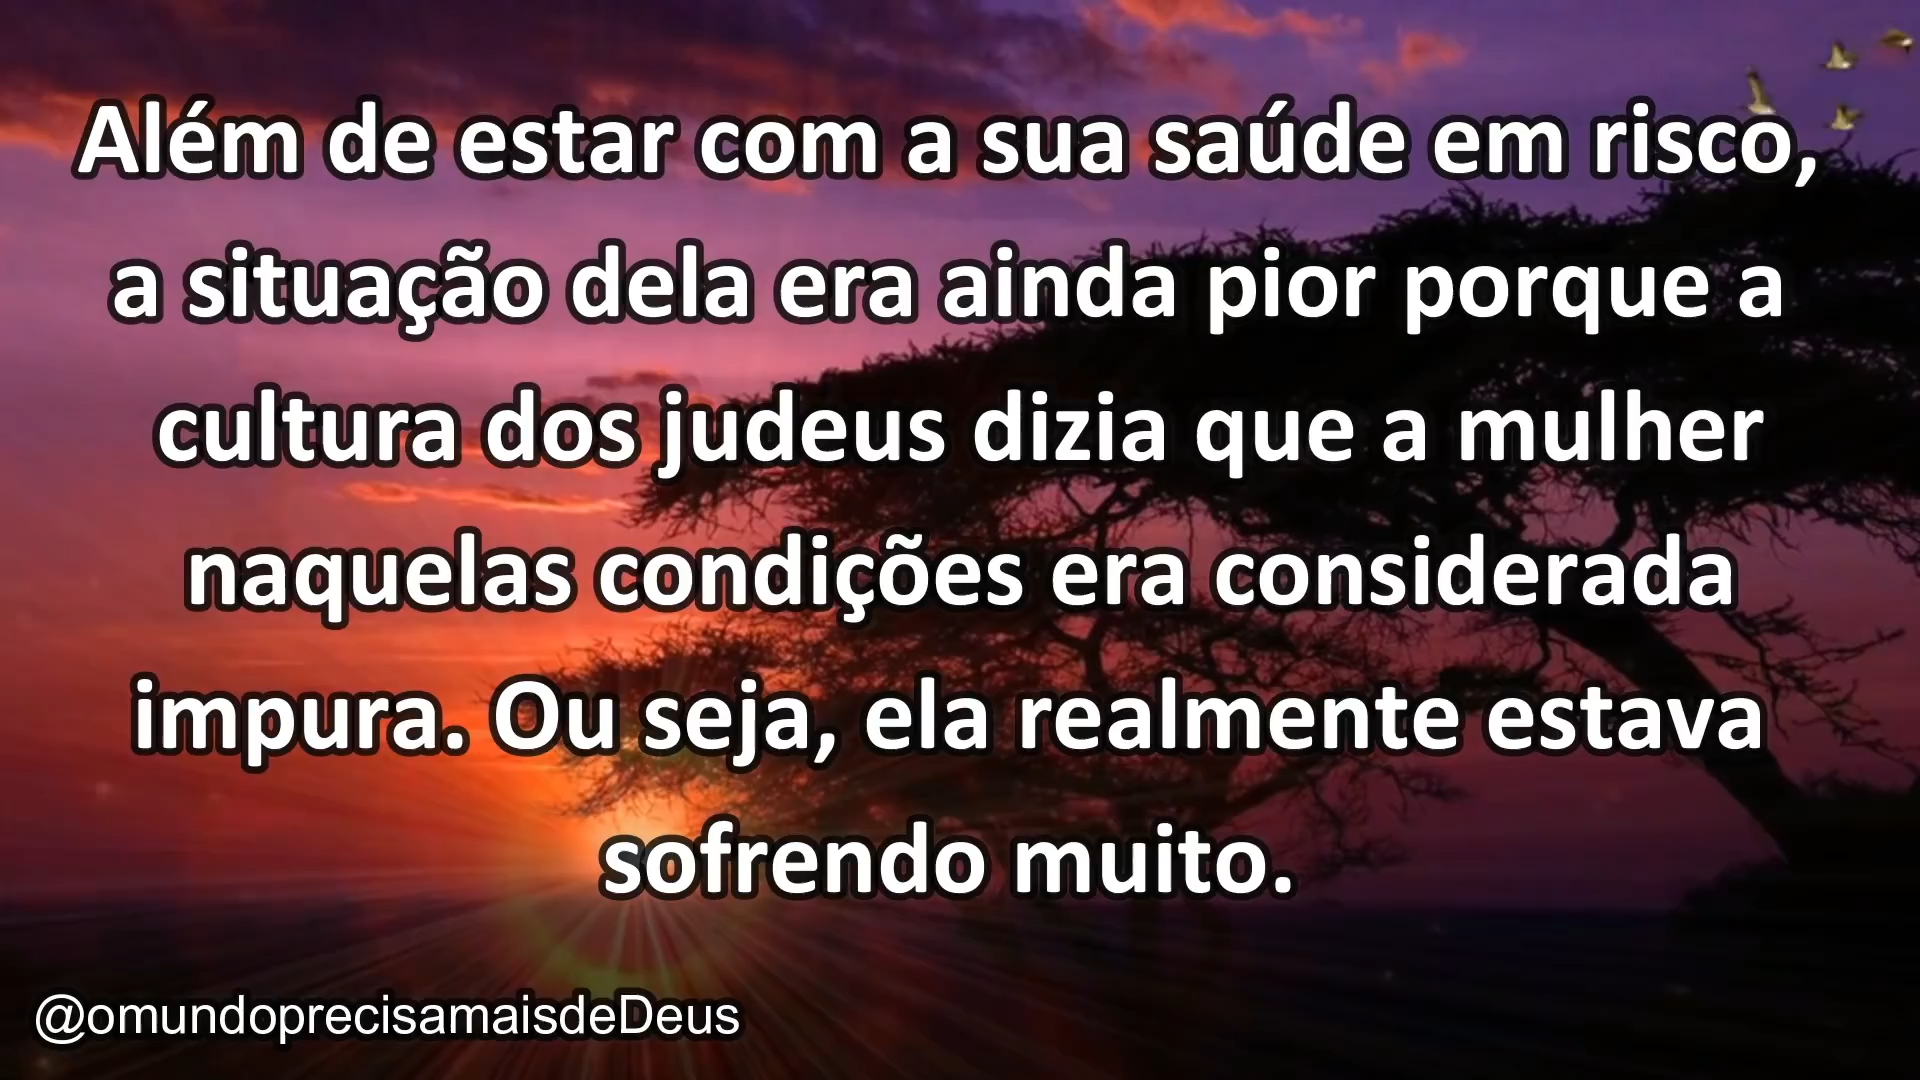 Além de estar com a sua saúde em risco,
a situação dela era ainda pior porque a
cultura dos judeus dizia que a mulher
naquelas condições era considerada
impura. Ou seja, ela realmente estava
sofrendo muito.
@omundoprecisamaisdeDeus